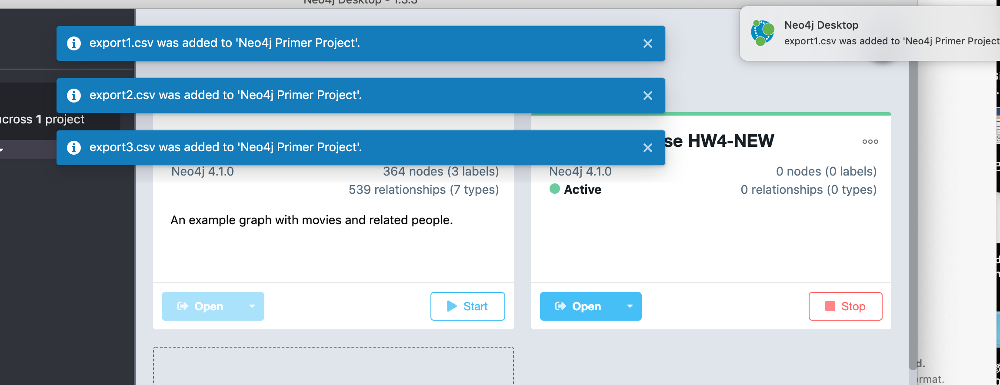 Neo4j Desktop - 1.3.3
Neo4j Desktop
export1.csv was added to 'Neo4j Primer Project
export1.csv was added to 'Neo4j Primer Project'.
export2.csv was added to 'Neo4j Primer Project'.
across 1 project
export3.csv was added to 'Neo4j Primer Project'.
se HW4-NEW
Neo4j 4.1.0
364 nodes (3 labels)
539 relationships (7 types)
An example graph with movies and related people.
Open
Start
Neo4j 4.1.0
0 nodes (0 labels)
Active
0 relationships (0 types)
Open
Stop
d.
ormat.